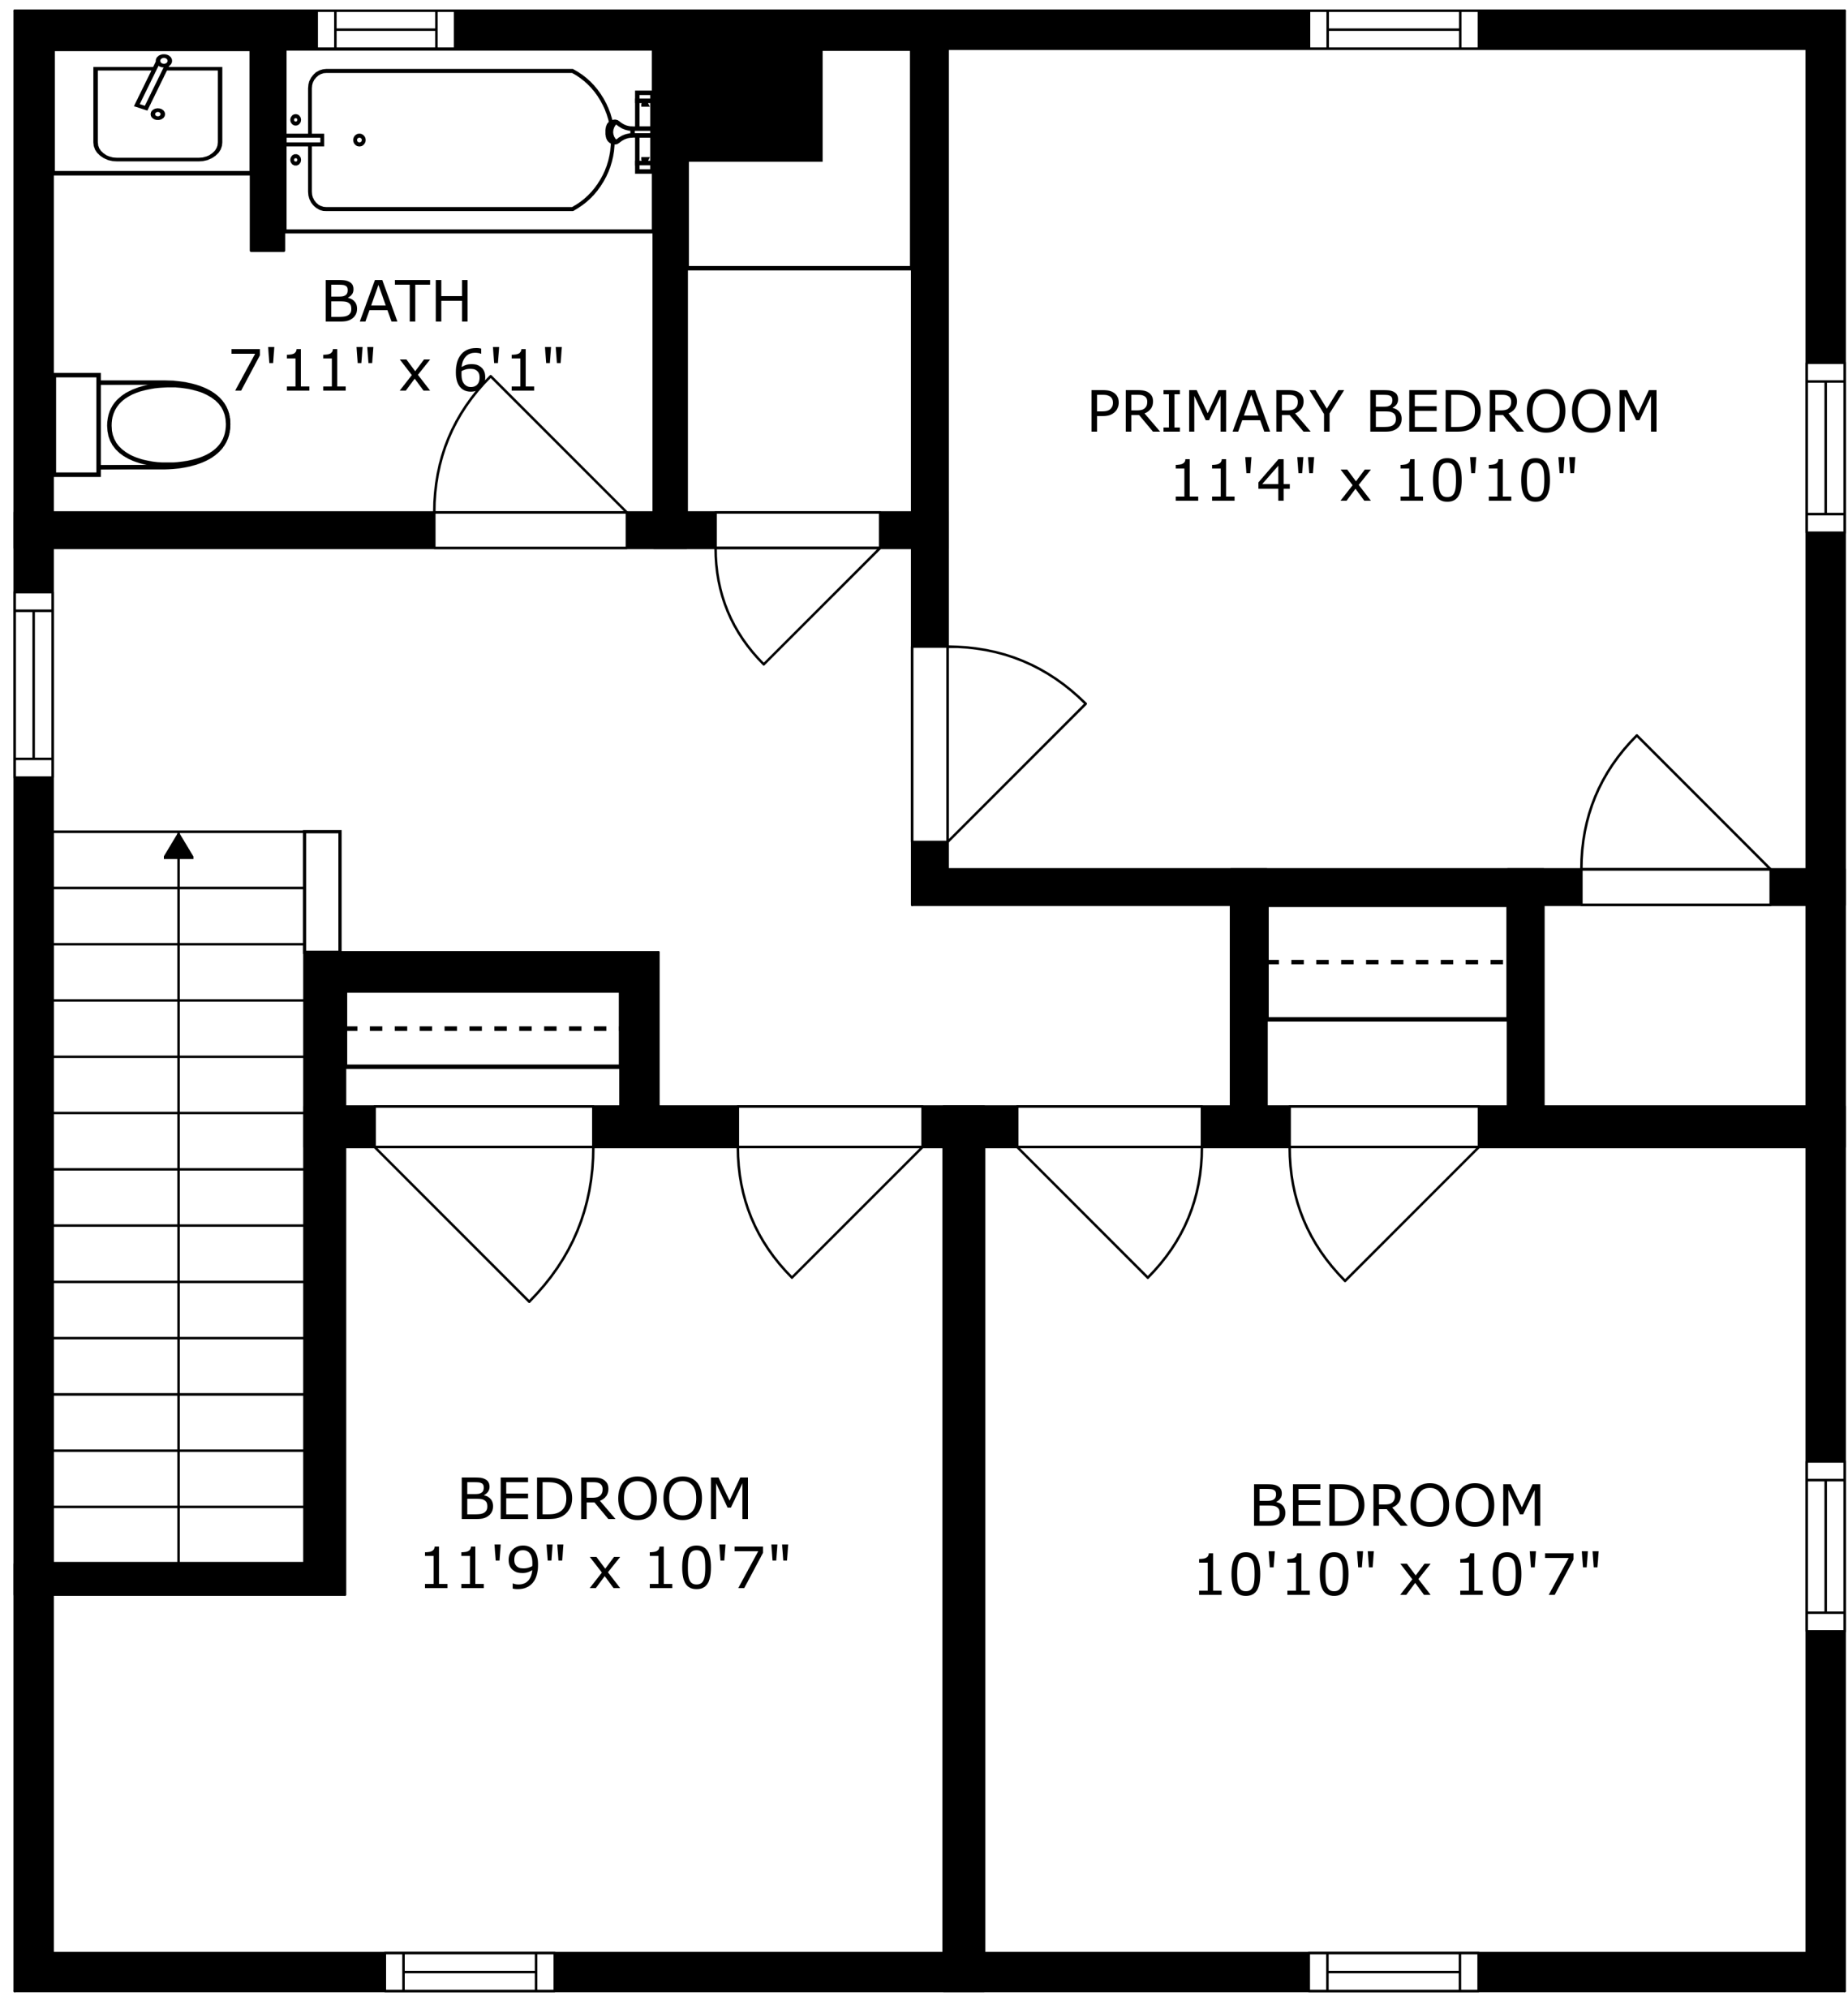 BATH
7'11" x 6'1"
PRIMARY BEDROOM
11'4" x 10'10"
BEDROOM
11'9" x 10'7"
BEDROOM
10'10" x 10'7"